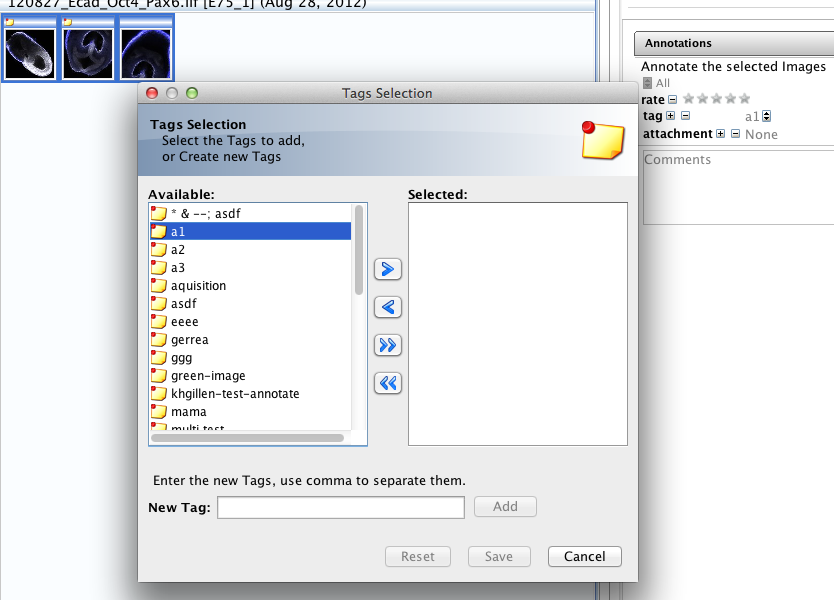 120827_Ecad_Oct4_Pax6.lif [E75_1] (Aug 28, 2012)
Tags Selection
Tags Selection
Select the Tags to add,
or Create new Tags
Available:
* & --; asdf
a1
a2
a3
aquisition
asdf
eeee
gerrea
ggg
green-image
khgillen-test-annotate
mama
multi test
Selected:
Enter the new Tags, use comma to separate them.
New Tag:
Add
Reset
Save
Cancel
Annotations
Annotate the selected Images
All
rate
tag a1
attachment None
Comments